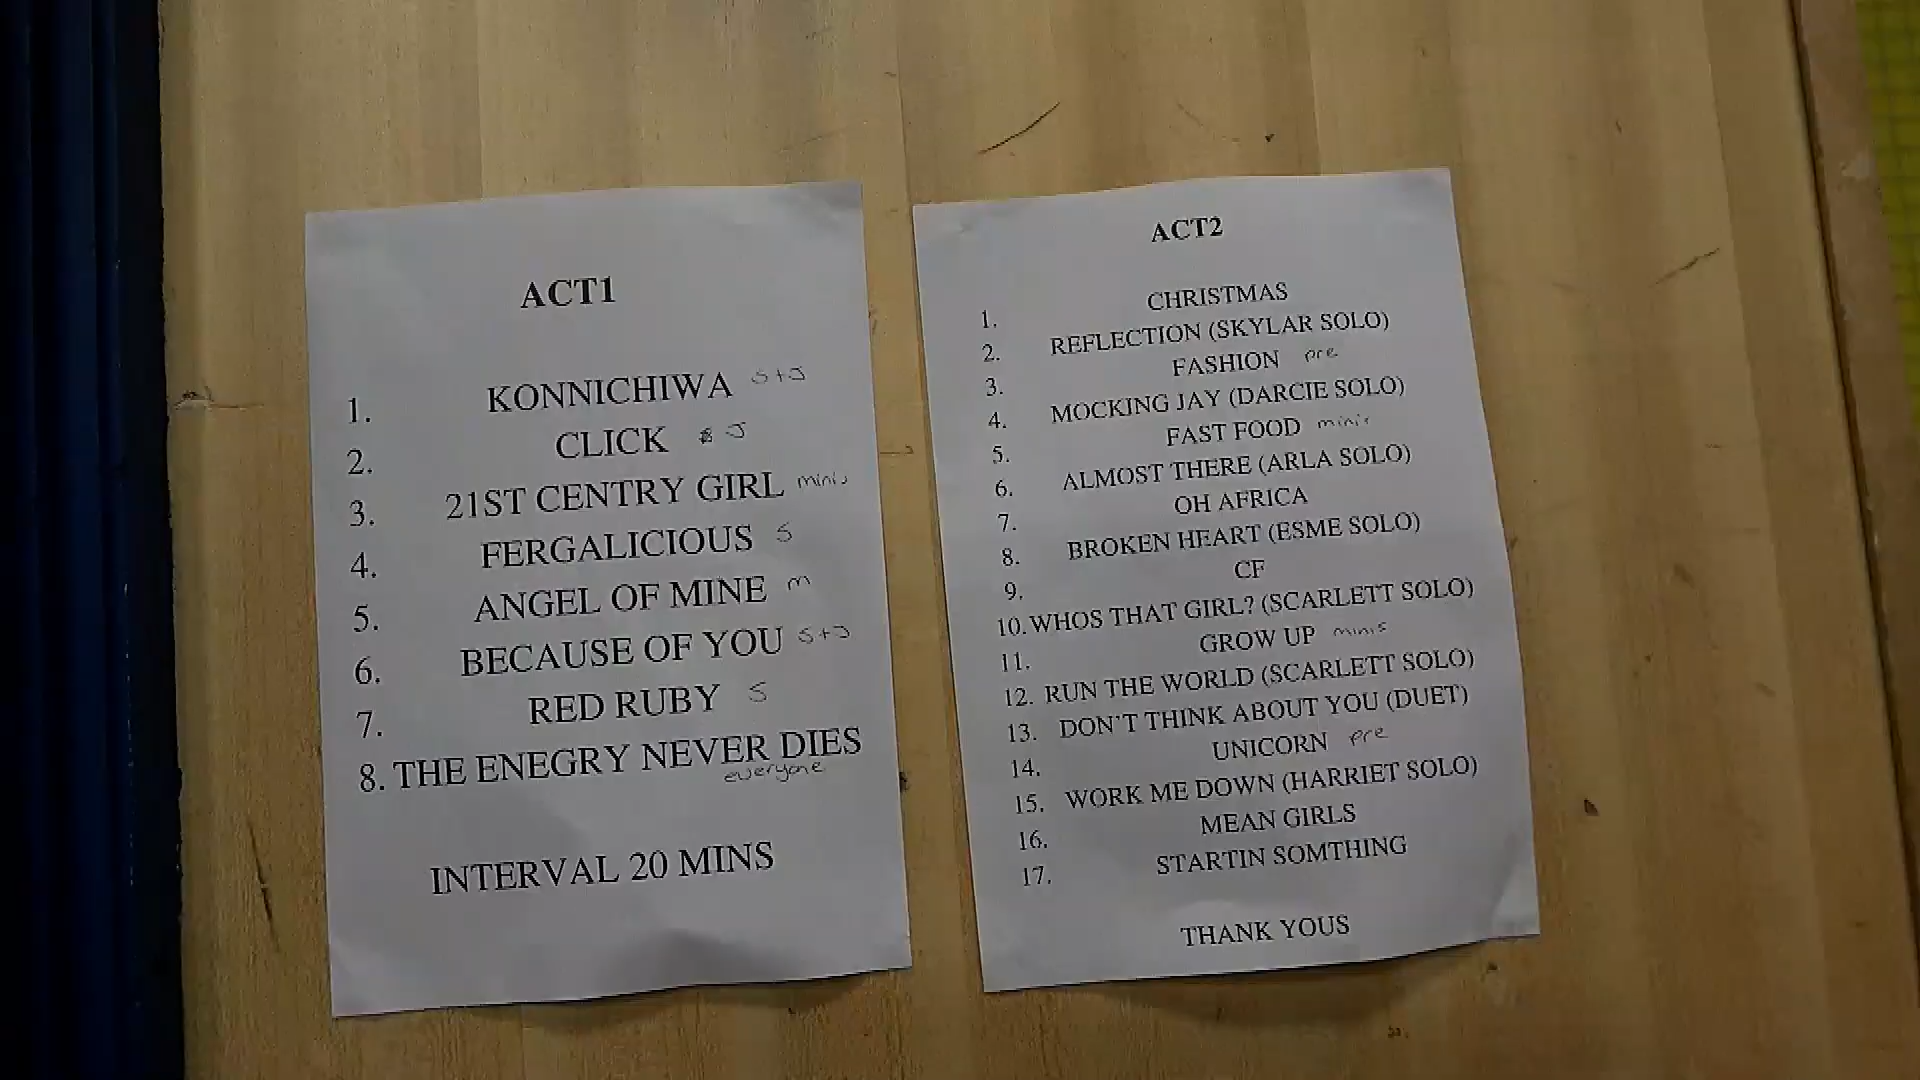 ACT1
1. KONNICHIWA S+J
2. CLICK J
3. 21ST CENTRY GIRL minis
4. FERGALICIOUS S
5. ANGEL OF MINE m
6. BECAUSE OF YOU S+J
7. RED RUBY S
8. THE ENEGRY NEVER DIES
everyone
INTERVAL 20 MINS
ACT2
1. CHRISTMAS
2. REFLECTION (SKYLAR SOLO)
3. FASHION pre
4. MOCKING JAY (DARCIE SOLO)
5. FAST FOOD minis
6. ALMOST THERE (ARLA SOLO)
7. OH AFRICA
8. BROKEN HEART (ESME SOLO)
9. CF
10. WHOS THAT GIRL? (SCARLETT SOLO)
11. GROW UP minis
12. RUN THE WORLD (SCARLETT SOLO)
13. DON'T THINK ABOUT YOU (DUET)
14. UNICORN pre
15. WORK ME DOWN (HARRIET SOLO)
16. MEAN GIRLS
17. STARTIN SOMTHING
THANK YOUS